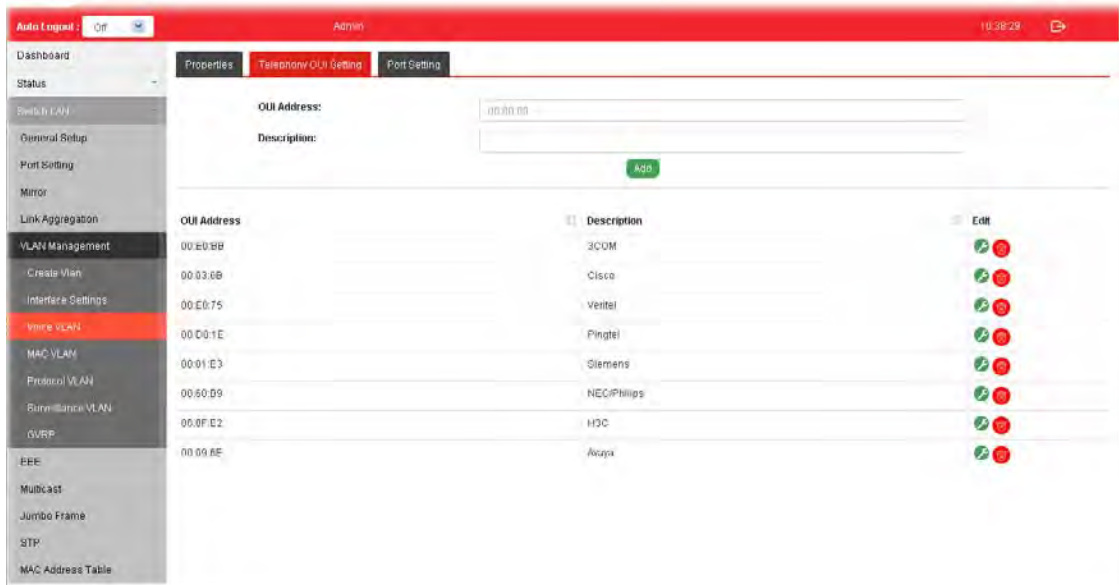 Auto Logout : Off Admin 10:38:29
Dashboard
Status
Switch LAN
General Setup
Port Setting
Mirror
Link Aggregation
VLAN Management
Create Vlan
Interface Settings
Voice VLAN
MAC VLAN
Protocol VLAN
Surveillance VLAN
GVRP
EEE
Multicast
Jumbo Frame
STP
MAC Address Table
Properties Telephony OUI Setting Port Setting
OUI Address: 00:00:00
Description:
Add
OUI Address Description Edit
00:E0:BB 3COM
00:03:6B Cisco
00:E0:75 Veritel
00:D0:1E Pingtel
00:01:E3 Siemens
00:60:B9 NEC/Philips
00:0F:E2 H3C
00:09:6E Avaya